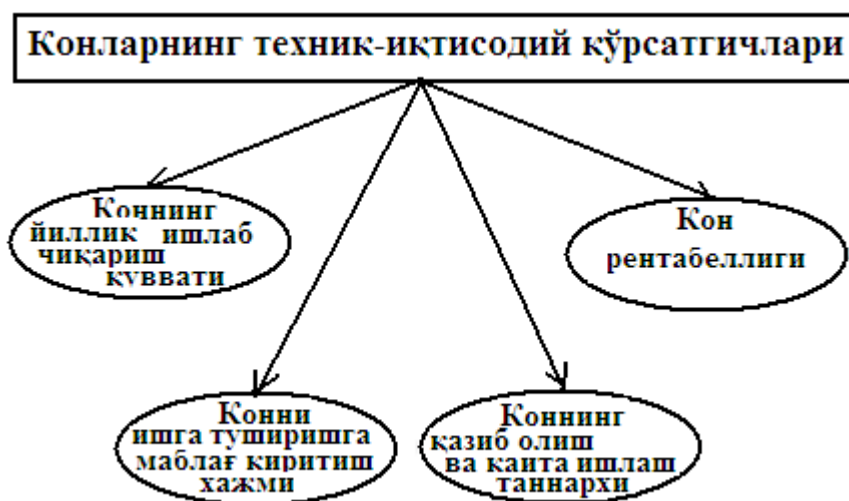 Конларнинг техник-иқтисодий кўрсатгичлари
Коннинг
йиллик ишлаб
чиқариш
қуввати
Кон
рентабеллиги
Конни
ишга туширишга
маблағ киритиш
хажми
Коннинг
қазиб олиш
ва қайта ишлаш
таннархи